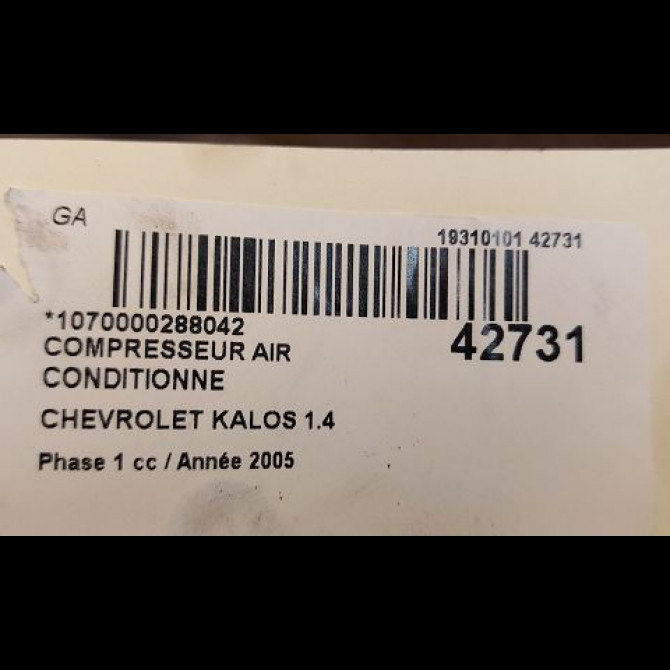 GA
19310101 42731
*1070000288042
42731
COMPRESSEUR AIR
CONDITIONNE
CHEVROLET KALOS 1.4
Phase 1 cc / Année 2005